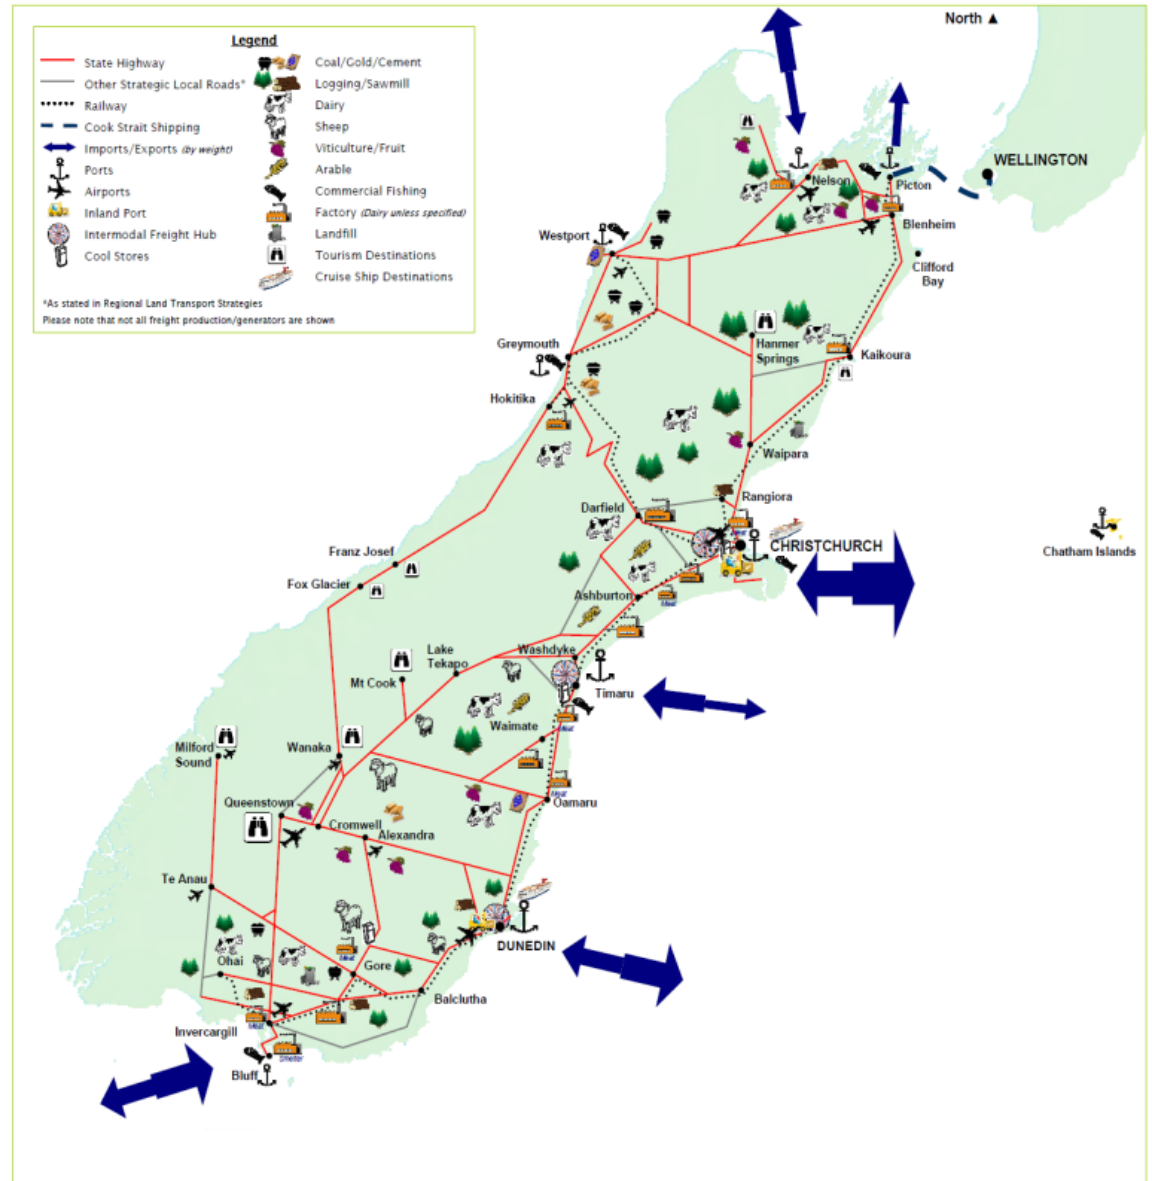 North ▲
Legend
State Highway
Other Strategic Local Roads*
Railway
Cook Strait Shipping
Imports/Exports (by weight)
Ports
Airports
Inland Port
Intermodal Freight Hub
Cool Stores
Coal/Gold/Cement
Logging/Sawmill
Dairy
Sheep
Viticulture/Fruit
Arable
Commercial Fishing
Factory (Dairy unless specified)
Landfill
Tourism Destinations
Cruise Ship Destinations
*As stated in Regional Land Transport Strategies
Please note that not all freight production/generators are shown
WELLINGTON
Nelson
Picton
Blenheim
Westport
Clifford
Bay
Hanmer
Springs
Kaikoura
Greymouth
Hokitika
Waipara
Rangiora
Darfield
Meat
CHRISTCHURCH
Chatham Islands
Franz Josef
Fox Glacier
Ashburton
Meat
Washdyke
Lake
Tekapo
Mt Cook
Timaru
Meat
Waimate
Milford
Sound
Wanaka
Meat
Oamaru
Queenstown
Cromwell
Alexandra
Te Anau
DUNEDIN
Meat
Ohai
Gore
Balclutha
Meat
Invercargill
Smelter
Bluff